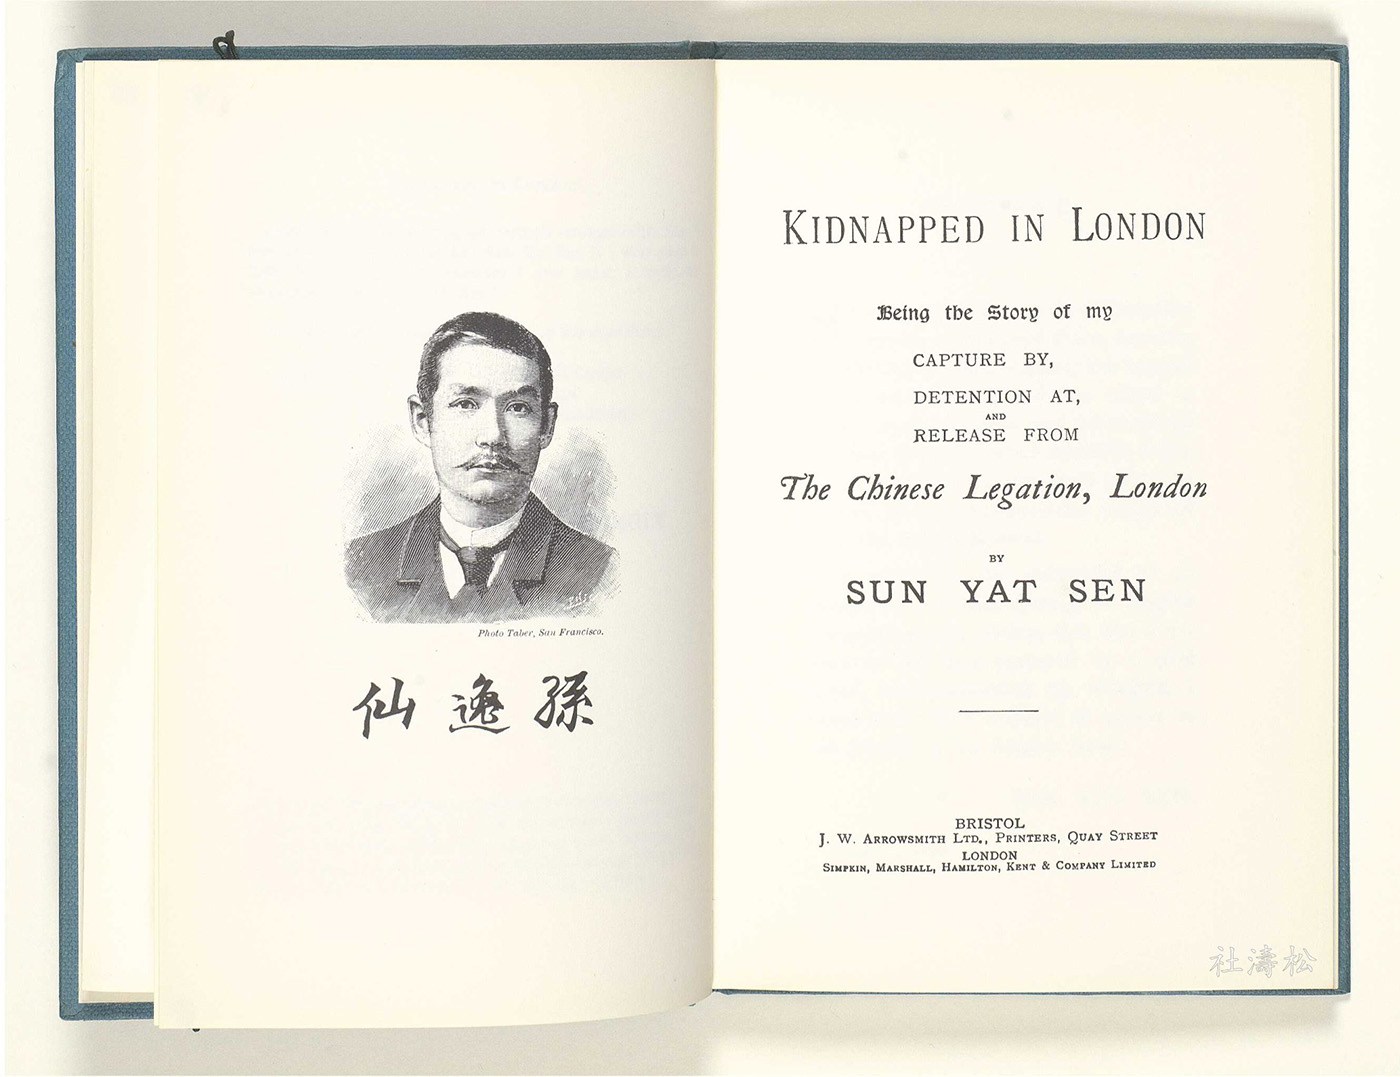 Photo Taber, San Francisco.
孫逸仙
KIDNAPPED IN LONDON
Being the Story of my
CAPTURE BY,
DETENTION AT,
AND
RELEASE FROM
The Chinese Legation, London
BY
SUN YAT SEN
BRISTOL
J. W. ARROWSMITH LTD., PRINTERS, QUAY STREET
LONDON
SIMPKIN, MARSHALL, HAMILTON, KENT & COMPANY LIMITED
松濤社